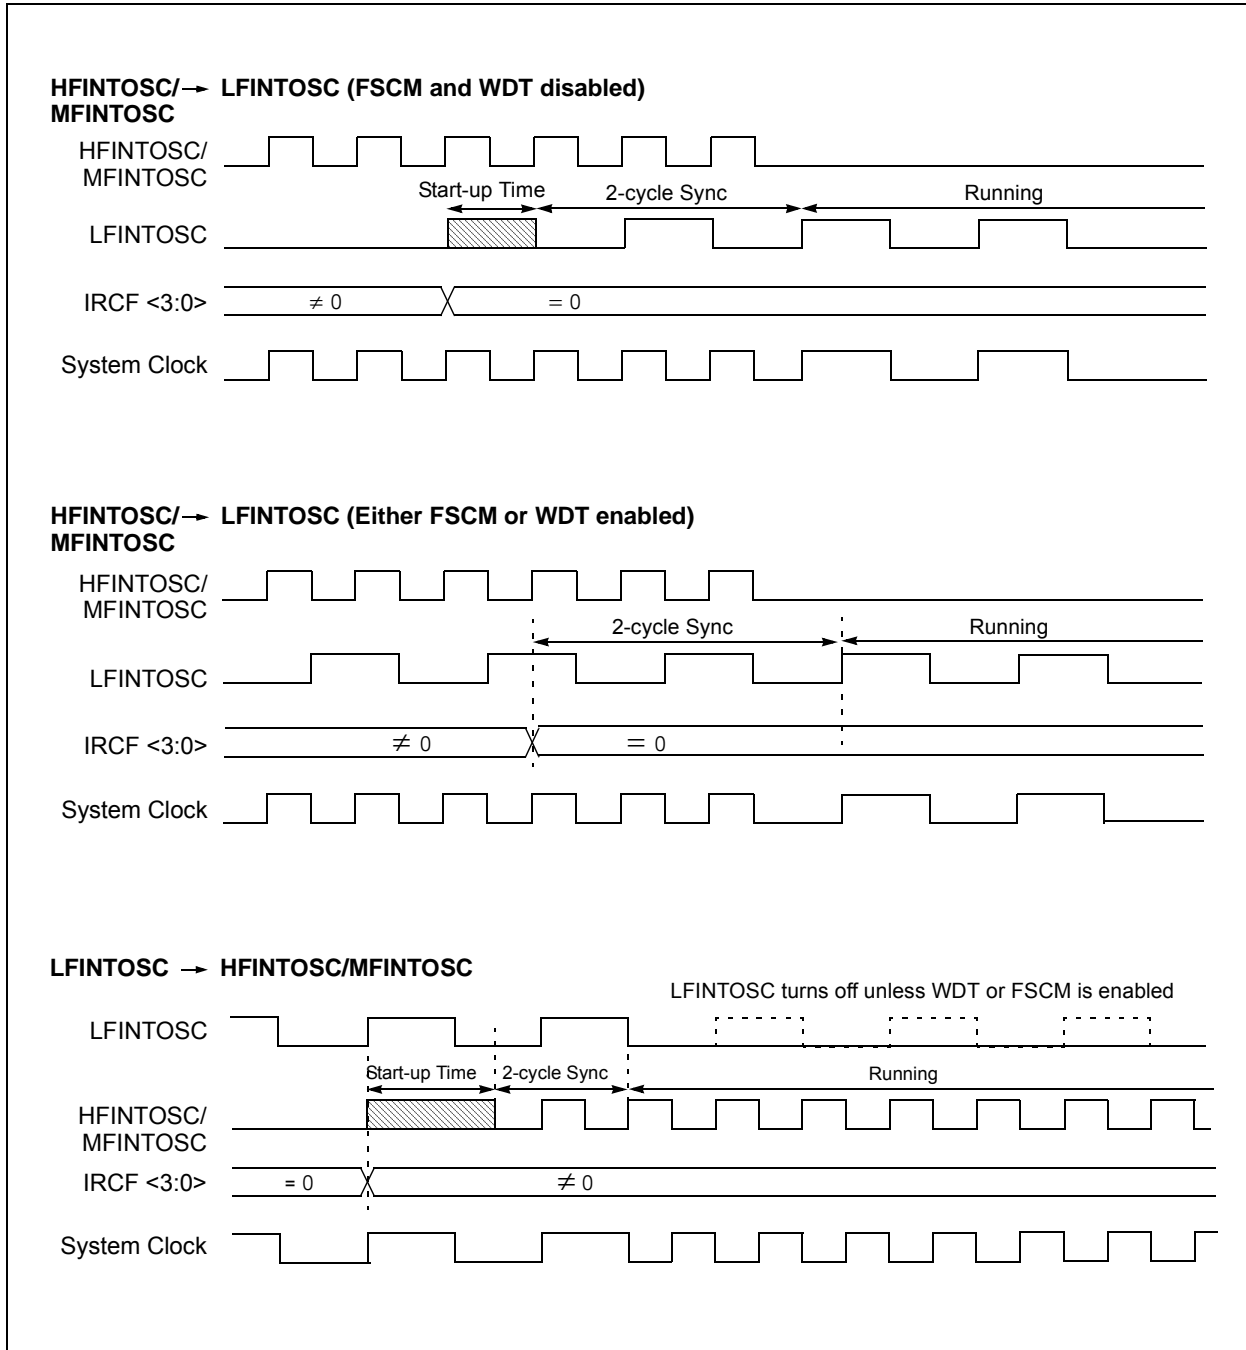 HFINTOSC/→ LFINTOSC (FSCM and WDT disabled)
MFINTOSC
HFINTOSC/
MFINTOSC
Start-up Time 2-cycle Sync Running
LFINTOSC
IRCF <3:0> ≠ 0 = 0
System Clock
HFINTOSC/→ LFINTOSC (Either FSCM or WDT enabled)
MFINTOSC
HFINTOSC/
MFINTOSC
2-cycle Sync Running
LFINTOSC
IRCF <3:0> ≠ 0 = 0
System Clock
LFINTOSC → HFINTOSC/MFINTOSC
LFINTOSC turns off unless WDT or FSCM is enabled
LFINTOSC
Start-up Time 2-cycle Sync Running
HFINTOSC/
MFINTOSC
IRCF <3:0> = 0 ≠ 0
System Clock